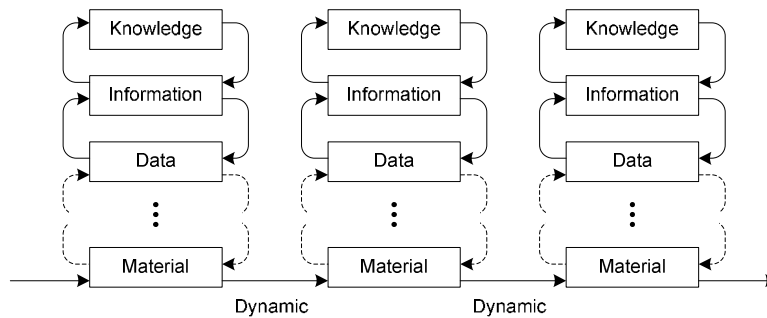 Knowledge Knowledge Knowledge
Information Information Information
Data Data Data
Material Material Material
Dynamic Dynamic